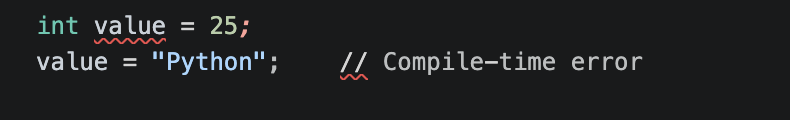 int value = 25;
value = "Python";    // Compile-time error